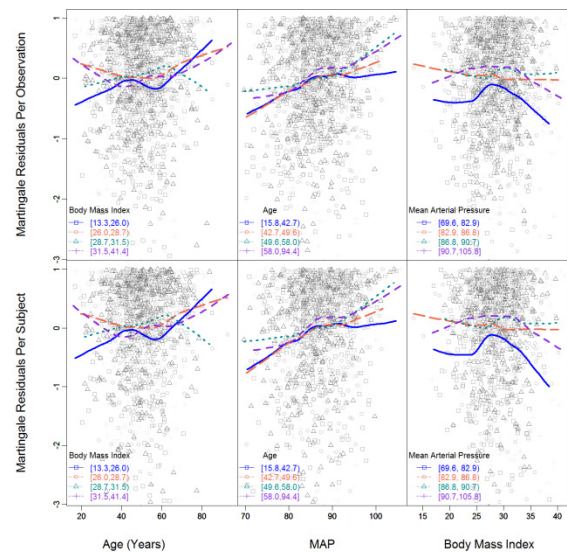 Martingale Residuals Per Observation
1
0
-1
-2
-3
Body Mass Index
[13.3,26.0)
[26.0,28.7)
[28.7,31.5)
[31.5,41.4]
Age
[15.8,42.7)
[42.7,49.6)
[49.6,58.0)
[58.0,94.4]
Mean Arterial Pressure
[69.6, 82.9)
[82.9, 86.8)
[86.8, 90.7)
[90.7,105.8]
Martingale Residuals Per Subject
1
0
-1
-2
-3
Body Mass Index
[13.3,26.0)
[26.0,28.7)
[28.7,31.5)
[31.5,41.4]
Age
[15.8,42.7)
[42.7,49.6)
[49.6,58.0)
[58.0,94.4]
Mean Arterial Pressure
[69.6, 82.9)
[82.9, 86.8)
[86.8, 90.7)
[90.7,105.8]
20 40 60 80
70 80 90 100
15 20 25 30 35 40
Age (Years)
MAP
Body Mass Index